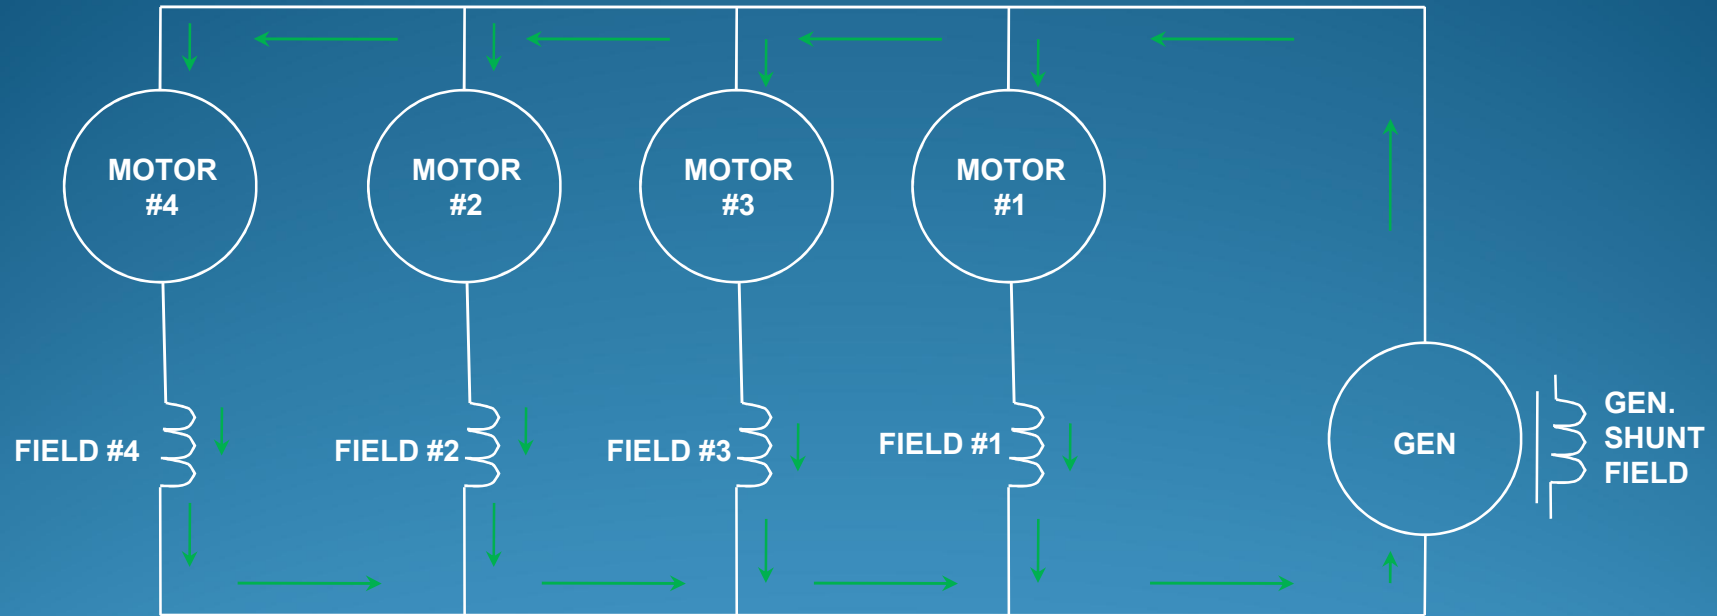 MOTOR
#4
MOTOR
#2
MOTOR
#3
MOTOR
#1
FIELD #4
FIELD #2
FIELD #3
FIELD #1
GEN
GEN.
SHUNT
FIELD